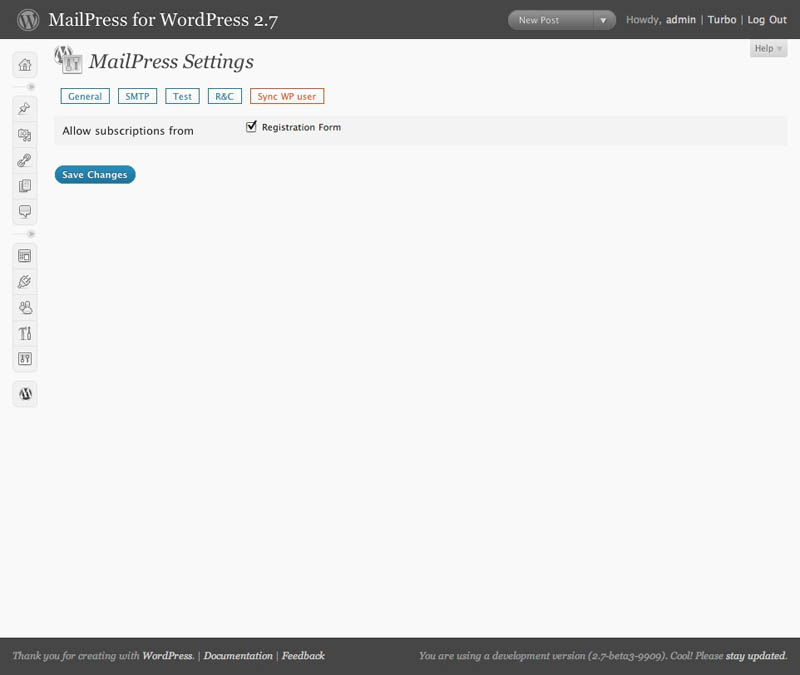 MailPress for WordPress 2.7
New Post
Howdy, admin | Turbo | Log Out
Help
MailPress Settings
General SMTP Test R&C Sync WP user
Allow subscriptions from Registration Form
Save Changes
Thank you for creating with WordPress. | Documentation | Feedback
You are using a development version (2.7-beta3-9909). Cool! Please stay updated.